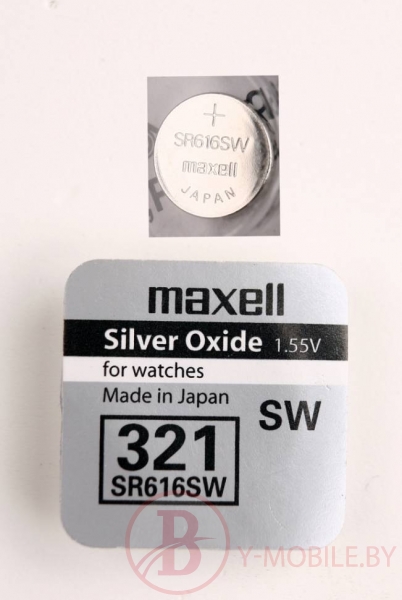 +
SR616SW
maxell
JAPAN
maxell
Silver Oxide 1.55V
for watches
Made in Japan
SW
321
SR616SW
B Y-MOBILE.BY